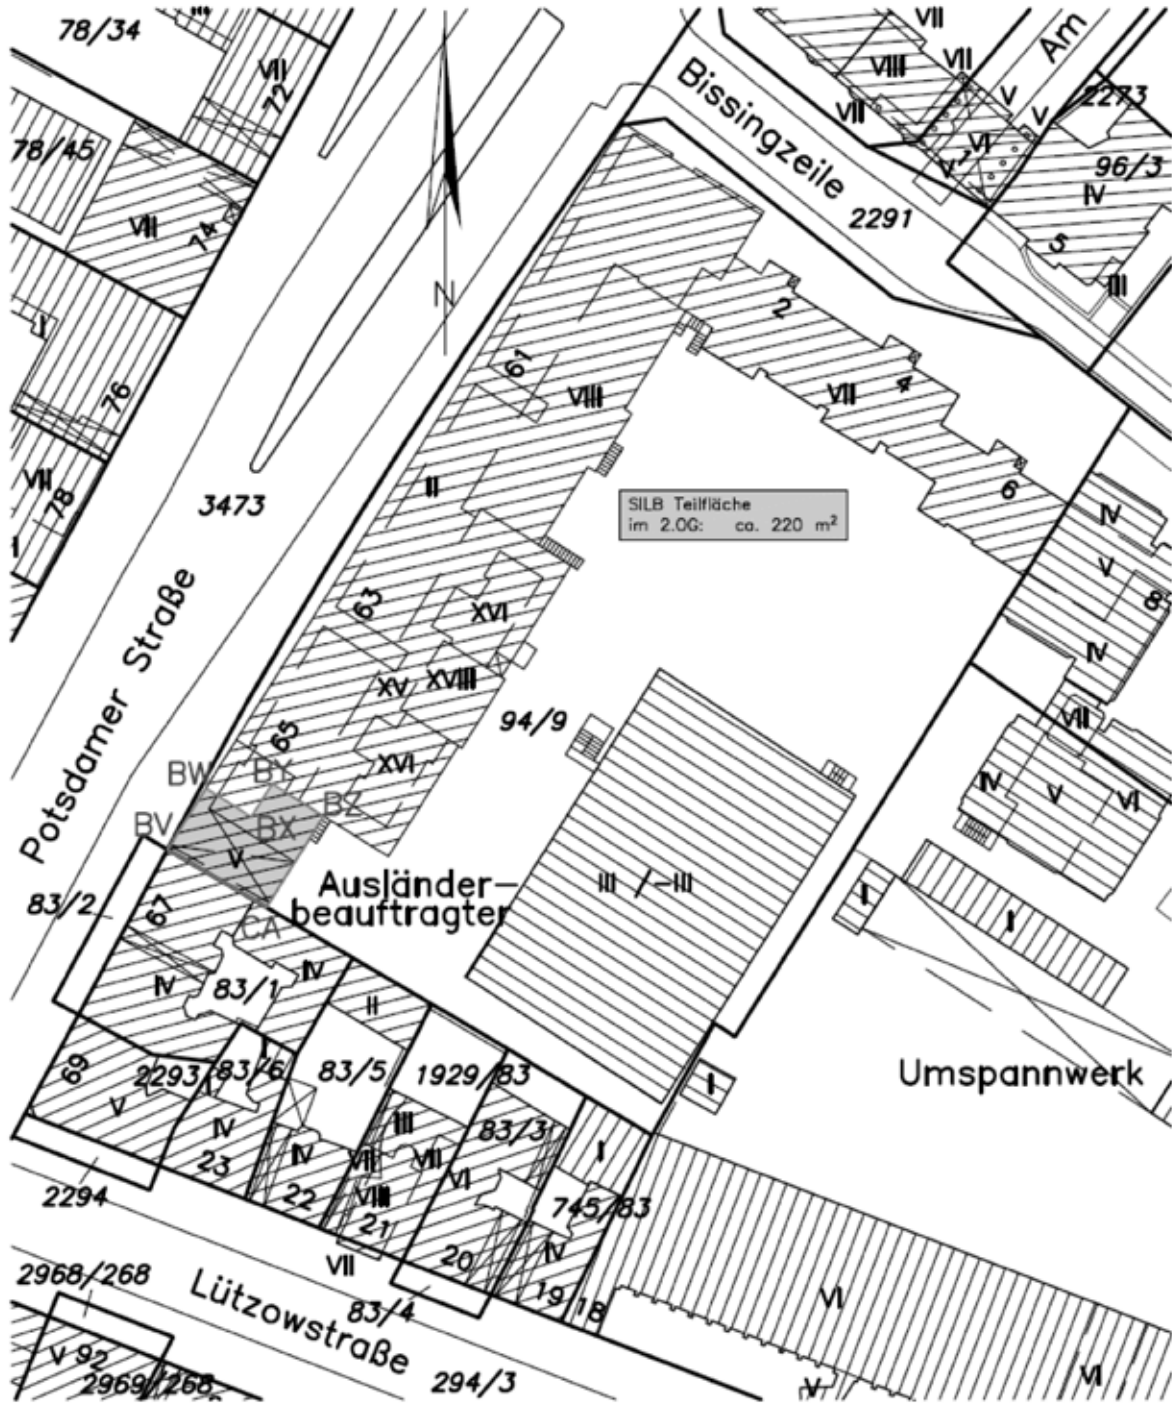 78/34
VII
72
78/45
VII
74
I
76
VII
78
I
VII
VIII
VII
VII
Am
V
V
2273
VI
1
V
96/3
IV
5
III
Bissingzeile
2291
N
2
4
VII
6
61
VIII
II
SILB Teilfläche
im 2.OG: ca. 220 m²
3473
Potsdamer Straße
63
XVI
XV
XVIII
65
XVI
94/9
IV
V
8
IV
VII
IV
V
VI
BW
BY
BZ
BV
BX
V
CA
Ausländer-
beauftragter
III / -III
I
I
83/2
67
IV
IV
83/1
II
69
2293
83/6
83/5
1929/83
V
IV
23
IV
22
III
VII
VII
VIII
21
VII
83/3
VI
20
I
745/83
IV
19
18
I
Umspannwerk
2294
2968/268
Lützowstraße
83/4
V 92
2969/268
294/3
VI
VI
V